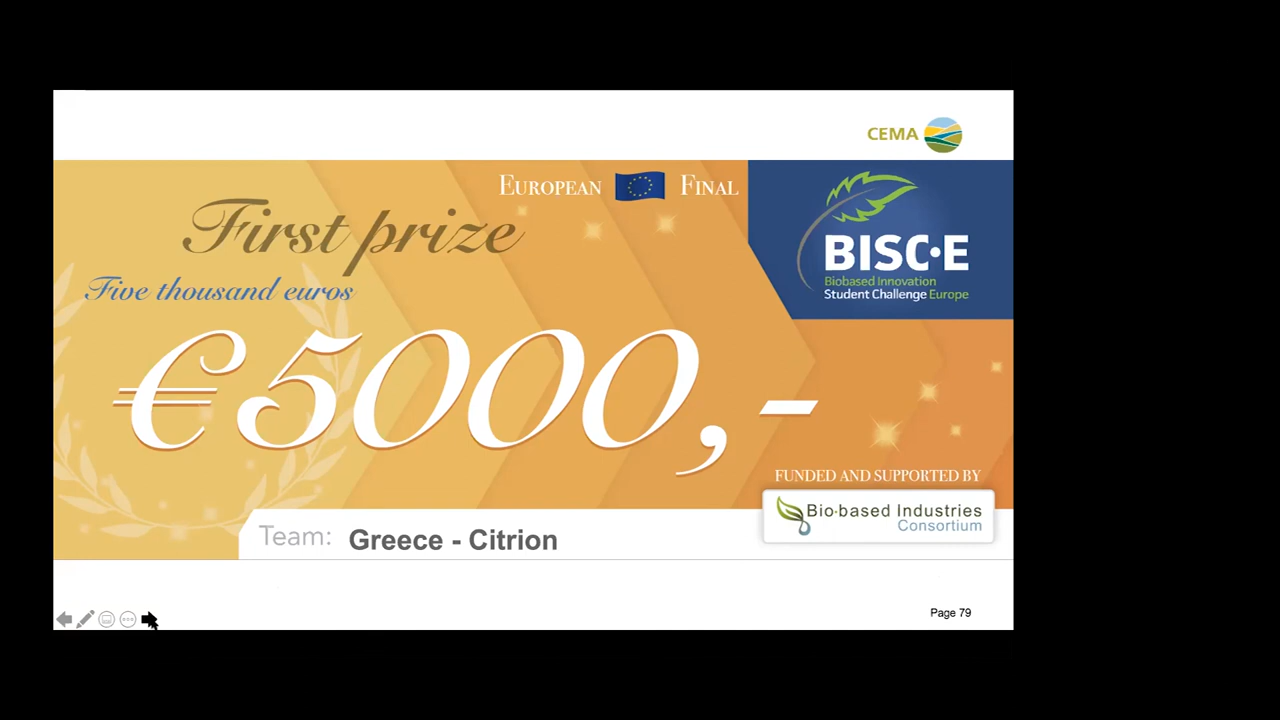 CEMA
European Final
First prize
Five thousand euros
€5000,-
BISC·E
Biobased Innovation
Student Challenge Europe
FUNDED AND SUPPORTED BY
Bio-based Industries
Consortium
Team: Greece - Citrion
Page 79